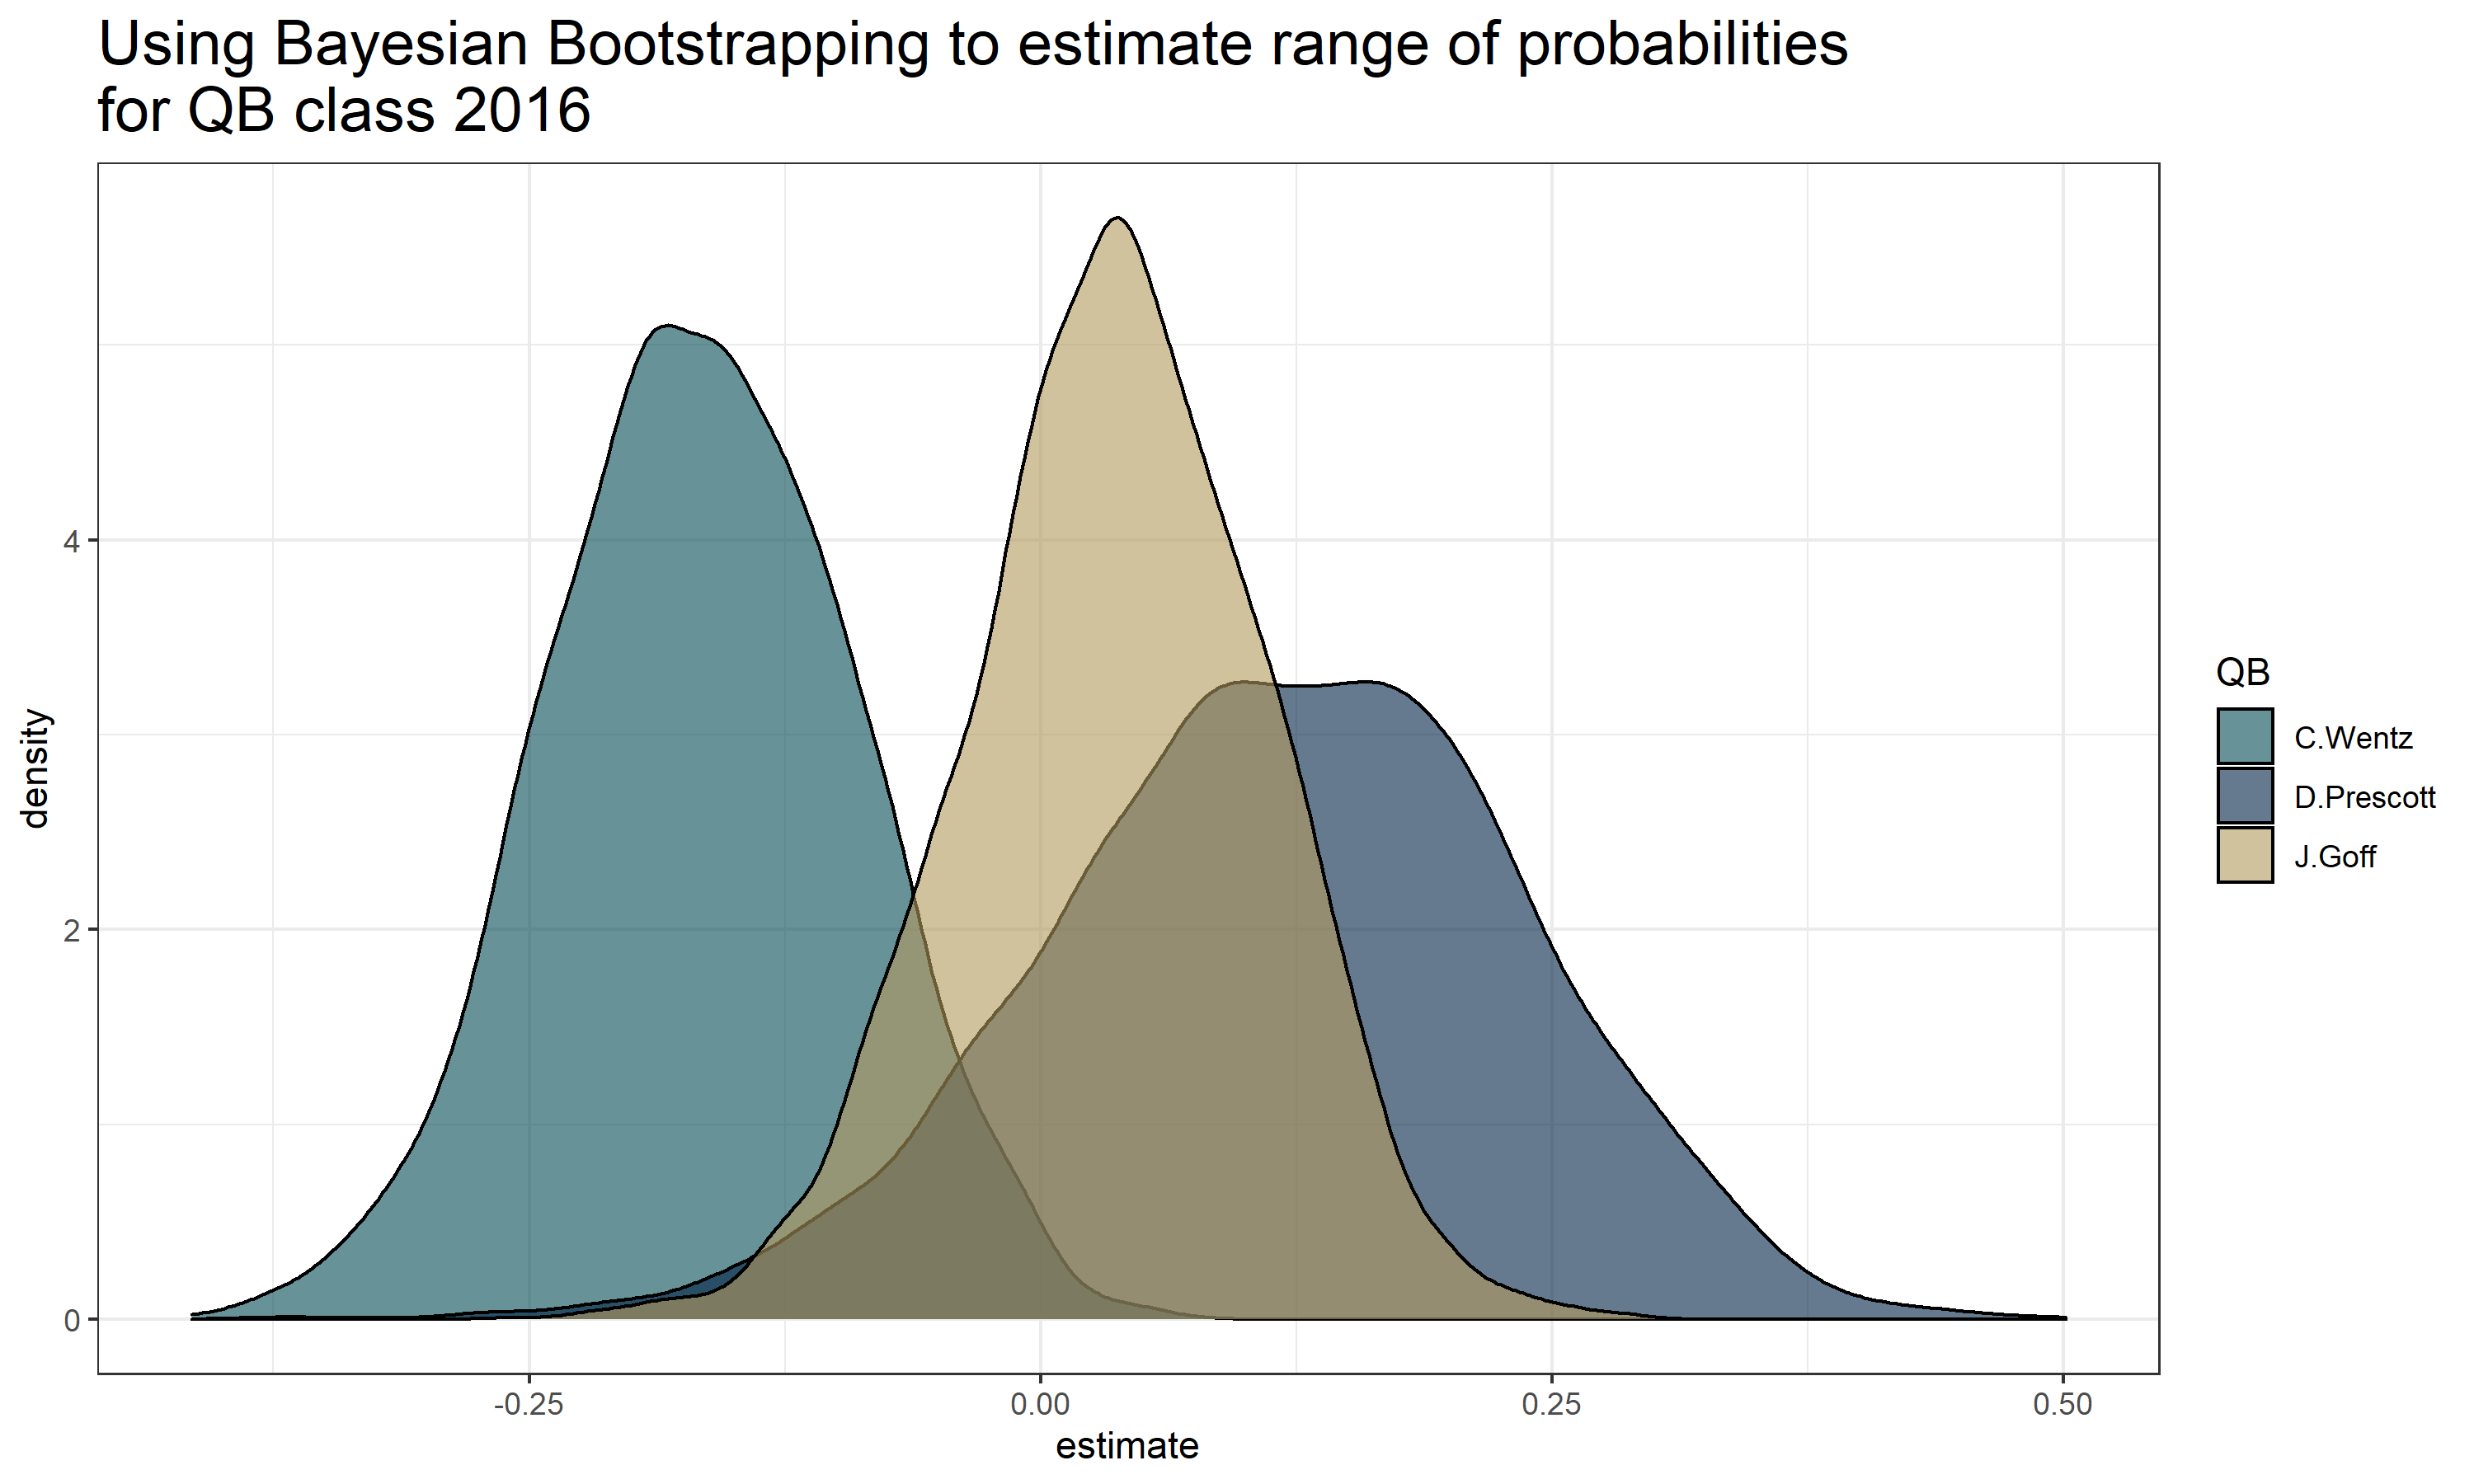 Using Bayesian Bootstrapping to estimate range of probabilities
for QB class 2016
density
4
2
0
-0.25
0.00
0.25
0.50
estimate
QB
C.Wentz
D.Prescott
J.Goff